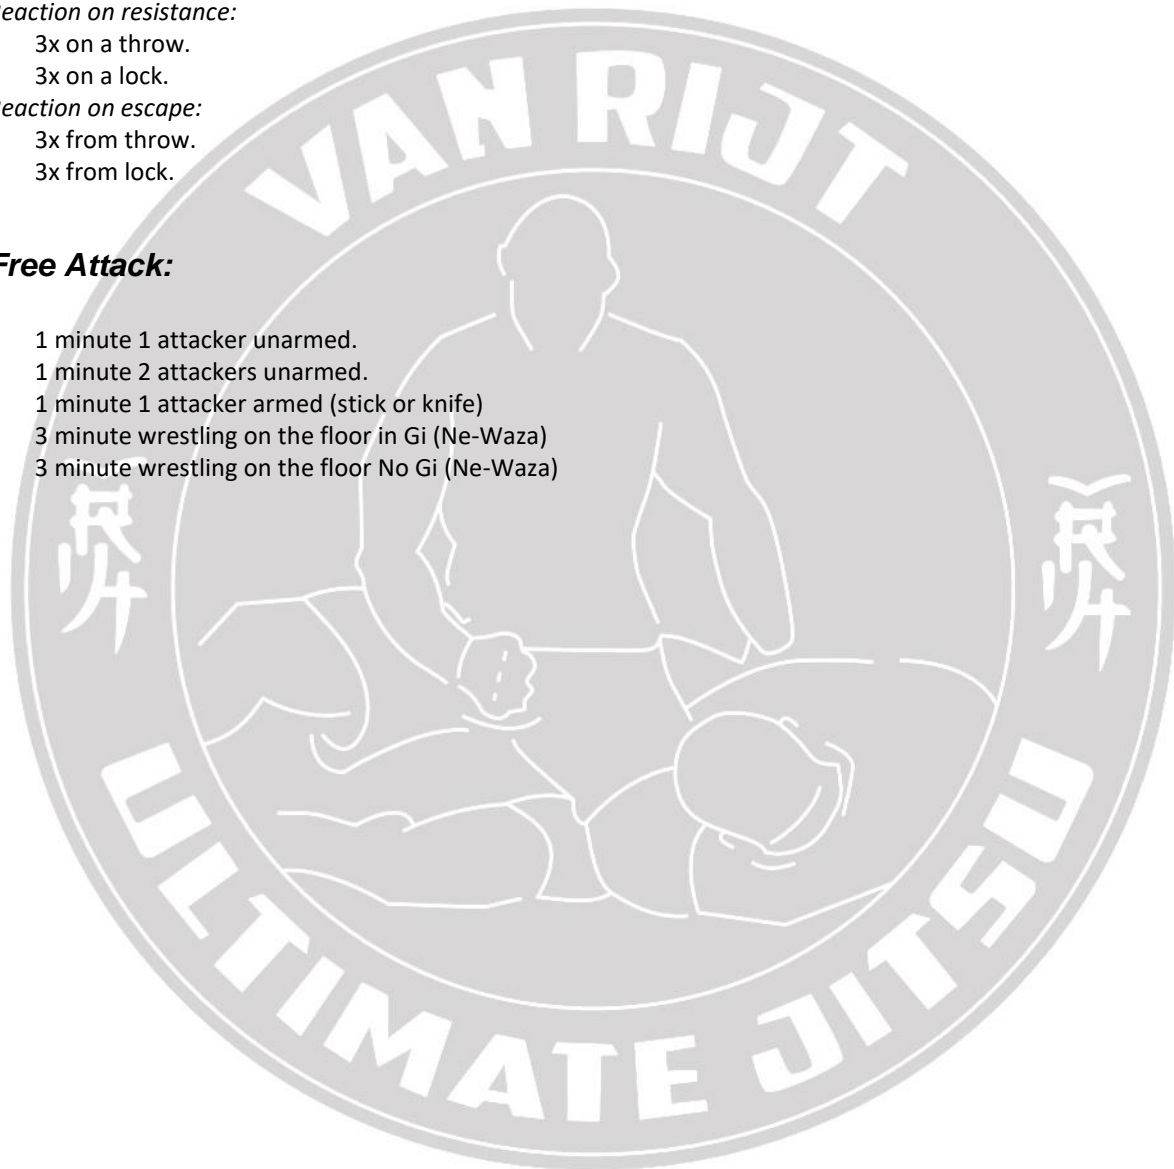 eaction on resistance:
3x on a throw.
3x on a lock.
eaction on escape:
3x from throw.
3x from lock.
VAN RIJT
Free Attack:
1 minute 1 attacker unarmed.
1 minute 2 attackers unarmed.
1 minute 1 attacker armed (stick or knife)
3 minute wrestling on the floor in Gi (Ne-Waza)
3 minute wrestling on the floor No Gi (Ne-Waza)
ULTIMATE JITSU